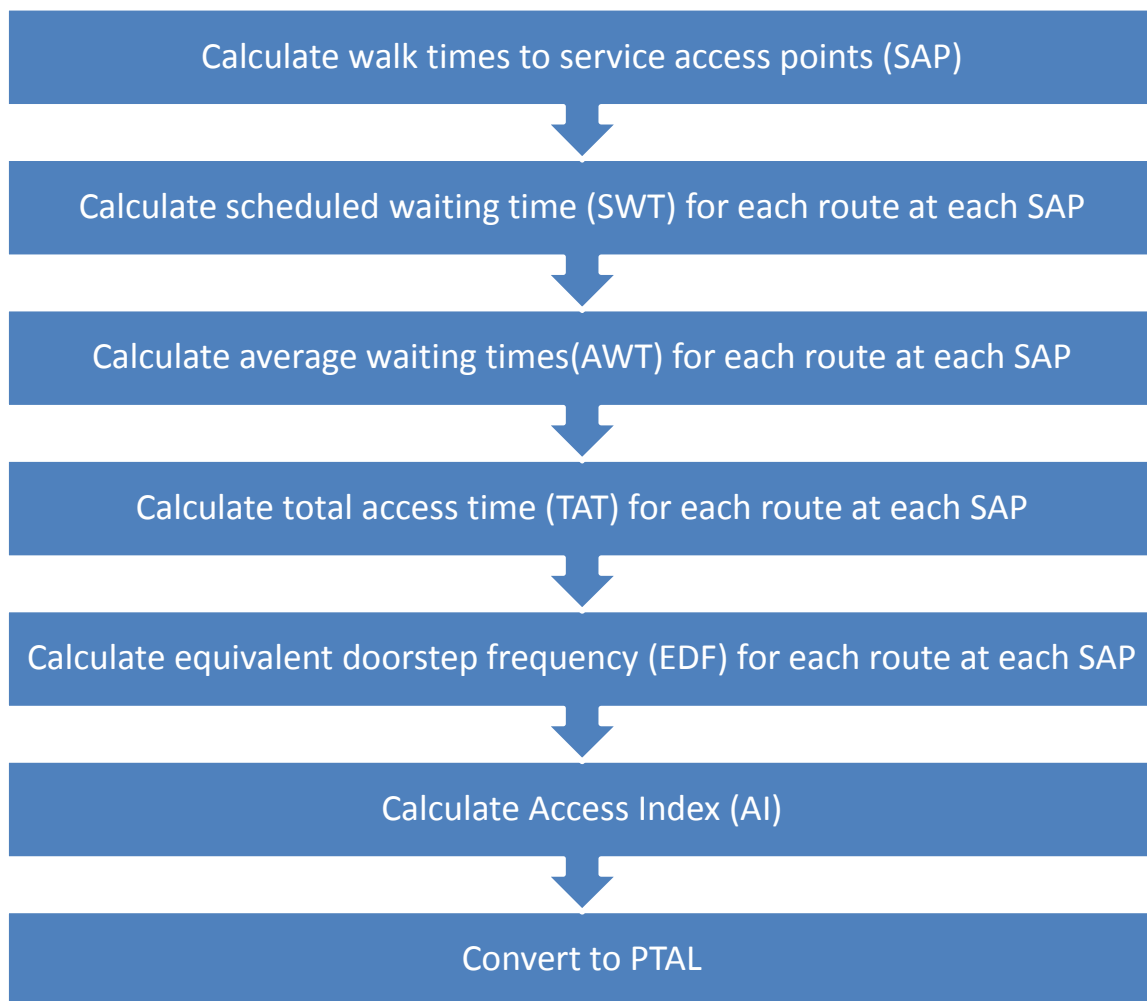 Calculate walk times to service access points (SAP)
Calculate scheduled waiting time (SWT) for each route at each SAP
Calculate average waiting times(AWT) for each route at each SAP
Calculate total access time (TAT) for each route at each SAP
Calculate equivalent doorstep frequency (EDF) for each route at each SAP
Calculate Access Index (AI)
Convert to PTAL